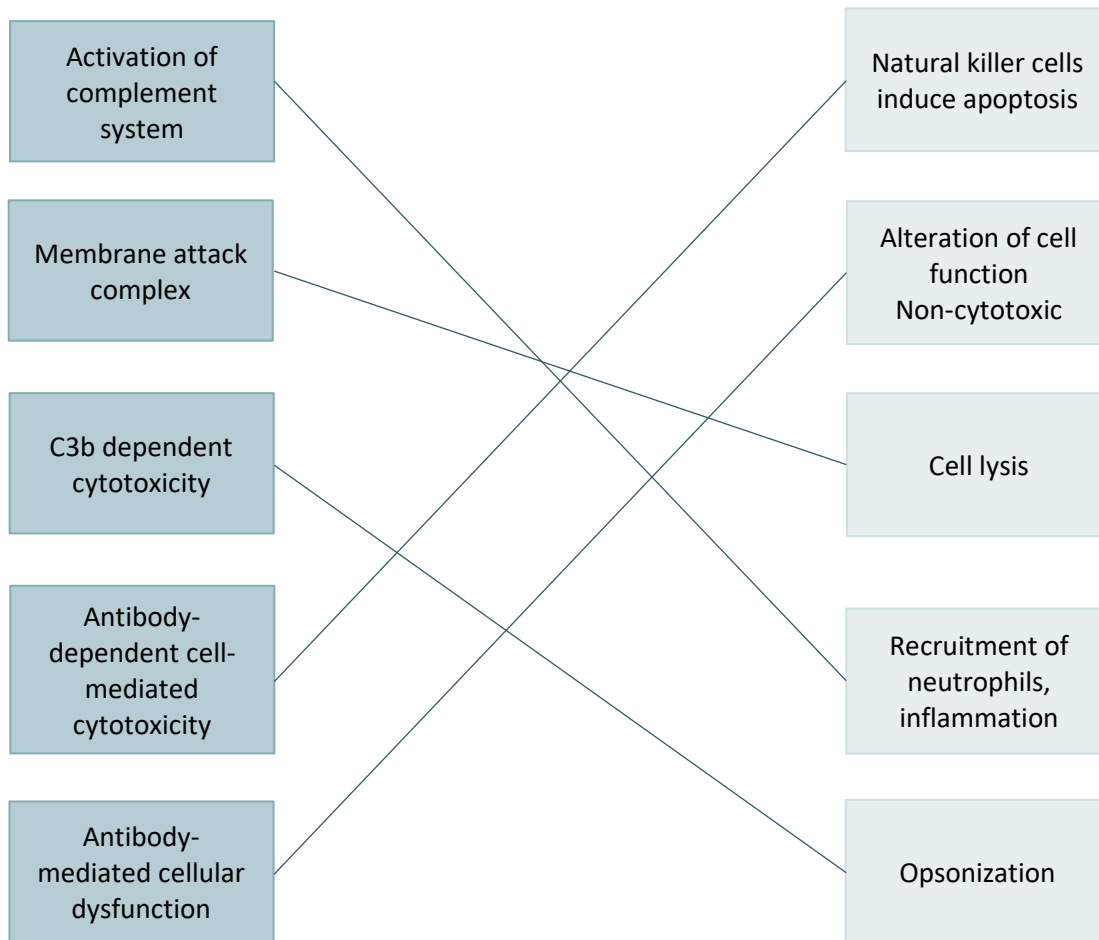 Activation of
complement
system
Membrane attack
complex
C3b dependent
cytotoxicity
Antibody-
dependent cell-
mediated
cytotoxicity
Antibody-
mediated cellular
dysfunction
Natural killer cells
induce apoptosis
Alteration of cell
function
Non-cytotoxic
Cell lysis
Recruitment of
neutrophils,
inflammation
Opsonization